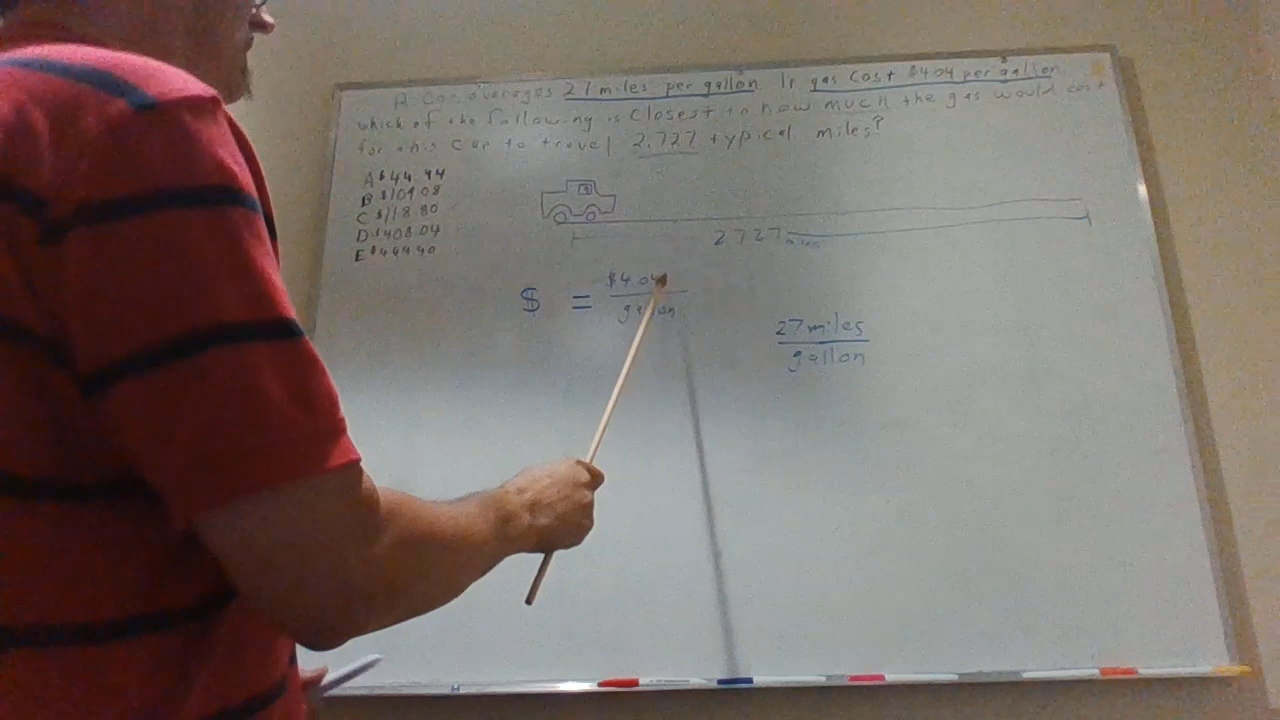 A car averages 27 miles per gallon. If gas cost $4.04 per gallon
which of the following is closest to how much the gas would cost
for this car to travel 2,727 typical miles?
A $44.44
B $109.08
C $118.80
D $408.04
E $444.40
2727 miles
$ = $4.04
gallon
27 miles
gallon